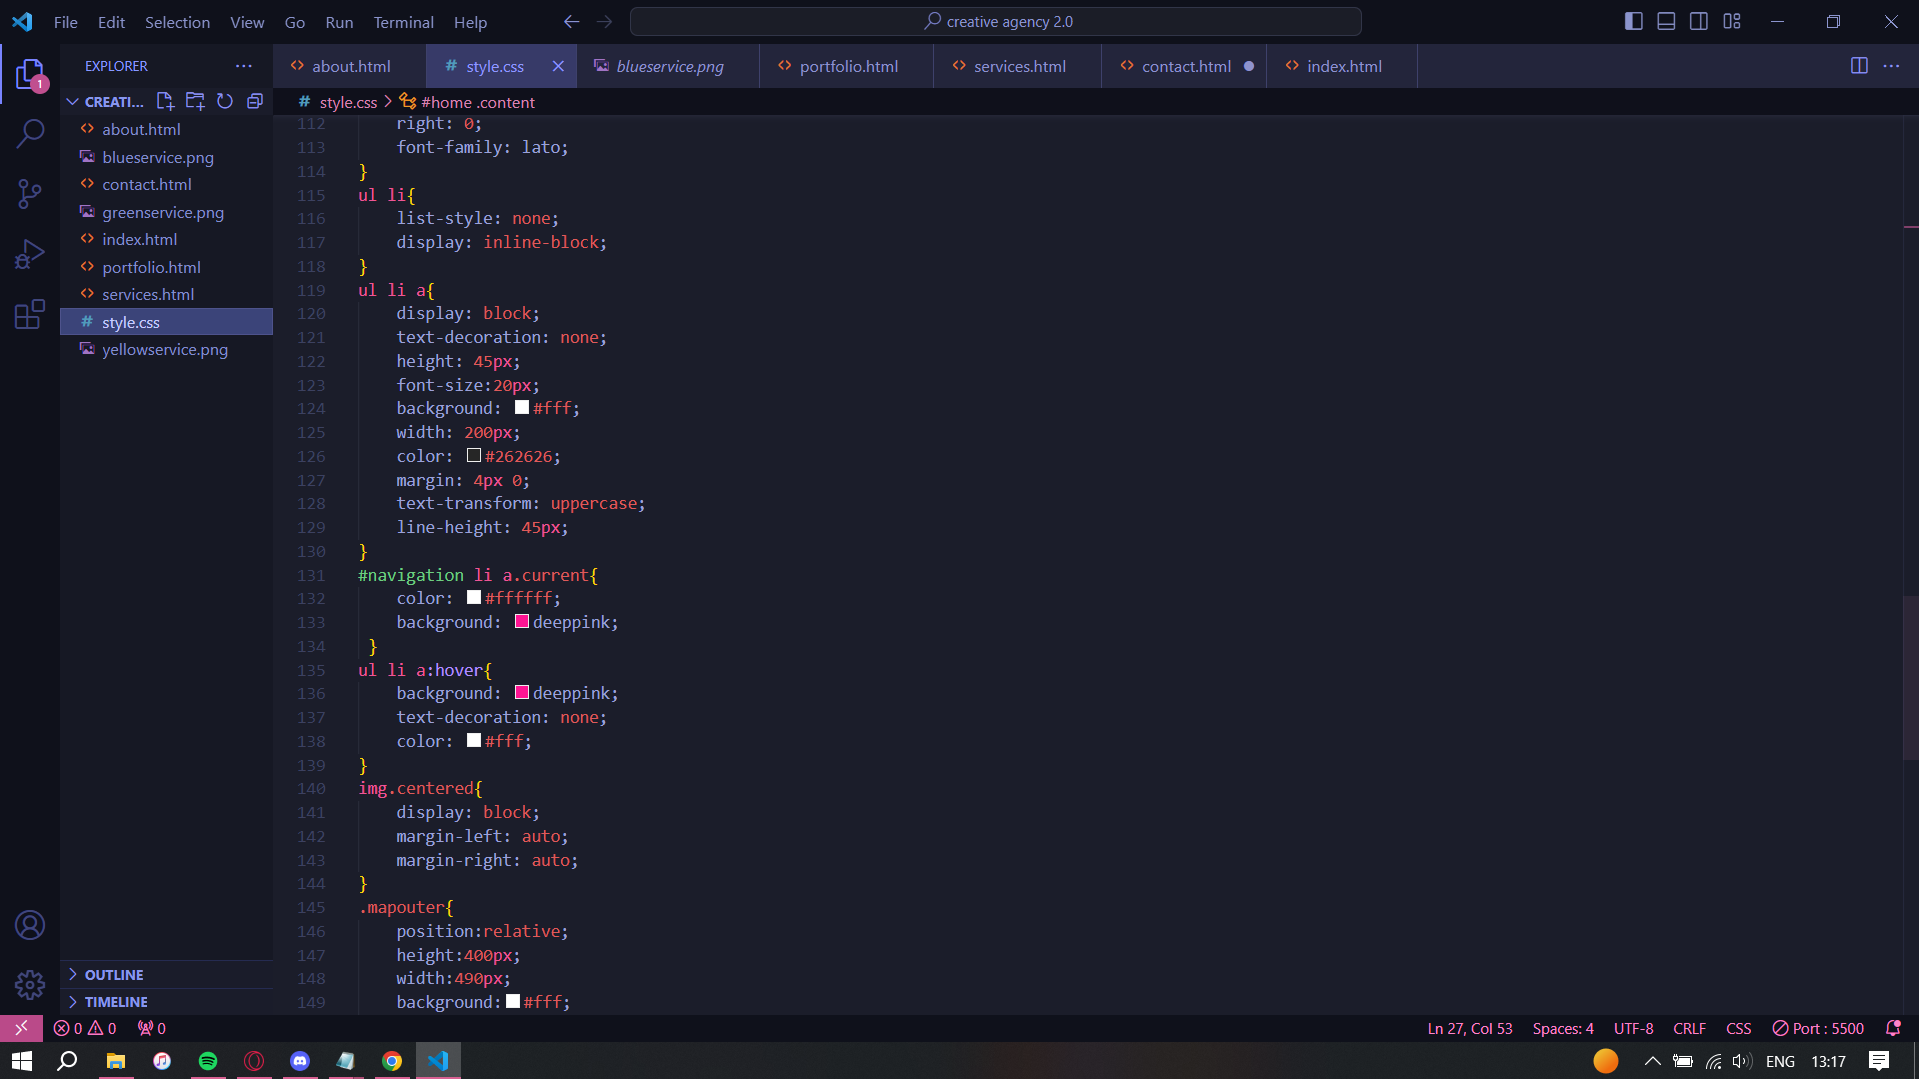 File Edit Selection View Go Run Terminal Help
creative agency 2.0
EXPLORER
about.html
style.css
blueservice.png
portfolio.html
services.html
contact.html
index.html
1
CREATI...
style.css > #home .content
about.html
blueservice.png
contact.html
greenservice.png
index.html
portfolio.html
services.html
style.css
yellowservice.png
112 right: 0;
113 font-family: lato;
114 }
115 ul li{
116 list-style: none;
117 display: inline-block;
118 }
119 ul li a{
120 display: block;
121 text-decoration: none;
122 height: 45px;
123 font-size:20px;
124 background: #fff;
125 width: 200px;
126 color: #262626;
127 margin: 4px 0;
128 text-transform: uppercase;
129 line-height: 45px;
130 }
131 #navigation li a.current{
132 color: #ffffff;
133 background: deeppink;
134 }
135 ul li a:hover{
136 background: deeppink;
137 text-decoration: none;
138 color: #fff;
139 }
140 img.centered{
141 display: block;
142 margin-left: auto;
143 margin-right: auto;
144 }
145 .mapouter{
146 position:relative;
147 height:400px;
148 width:490px;
149 background:#fff;
OUTLINE
TIMELINE
0 0 0
Ln 27, Col 53 Spaces: 4 UTF-8 CRLF CSS Port : 5500
ENG 13:17